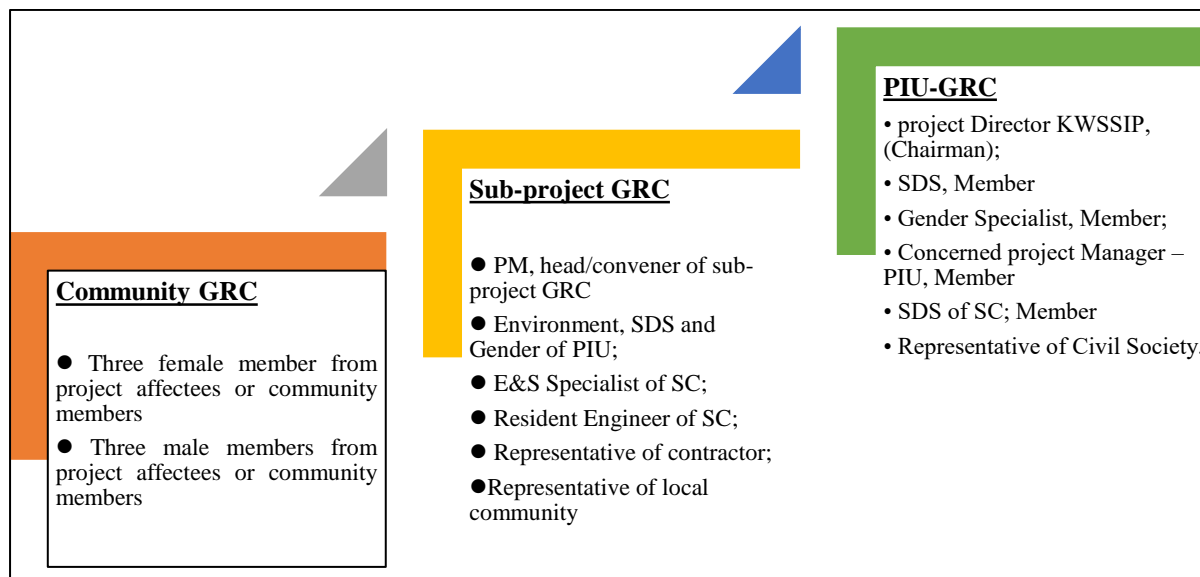 Community GRC
● Three female member from
project affectees or community
members
● Three male members from
project affectees or community
members
Sub-project GRC
● PM, head/convener of sub-
project GRC
● Environment, SDS and
Gender of PIU;
● E&S Specialist of SC;
● Resident Engineer of SC;
● Representative of contractor;
●Representative of local
community
PIU-GRC
• project Director KWSSIP,
(Chairman);
• SDS, Member
• Gender Specialist, Member;
• Concerned project Manager –
PIU, Member
• SDS of SC; Member
• Representative of Civil Society.